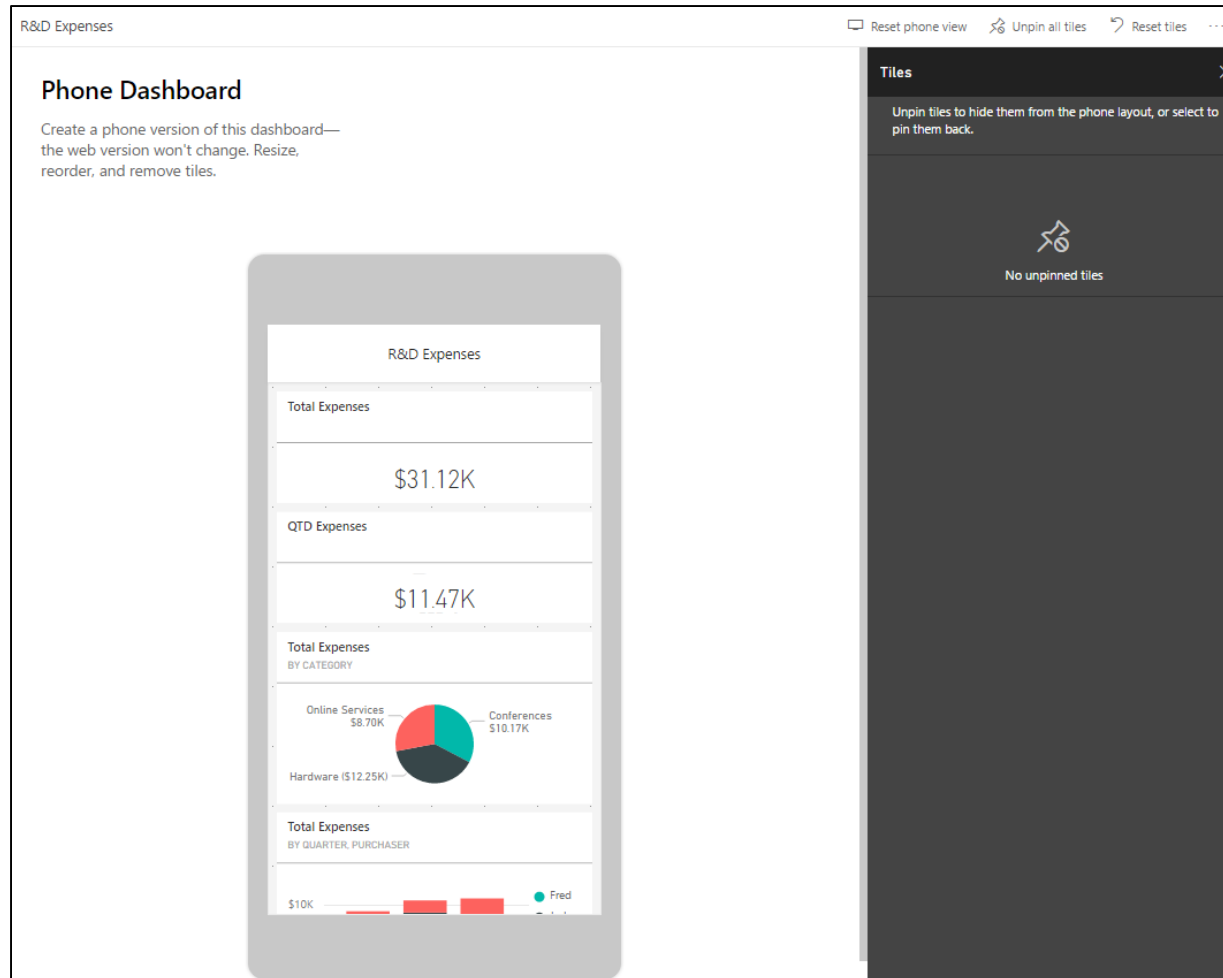 R&D Expenses
Reset phone view
Unpin all tiles
Reset tiles
Phone Dashboard
Create a phone version of this dashboard—
the web version won't change. Resize,
reorder, and remove tiles.
Tiles
Unpin tiles to hide them from the phone layout, or select to
pin them back.
No unpinned tiles
R&D Expenses
Total Expenses
$31.12K
QTD Expenses
$11.47K
Total Expenses
BY CATEGORY
Online Services
$8.70K
Conferences
$10.17K
Hardware ($12.25K)
Total Expenses
BY QUARTER, PURCHASER
$10K
Fred